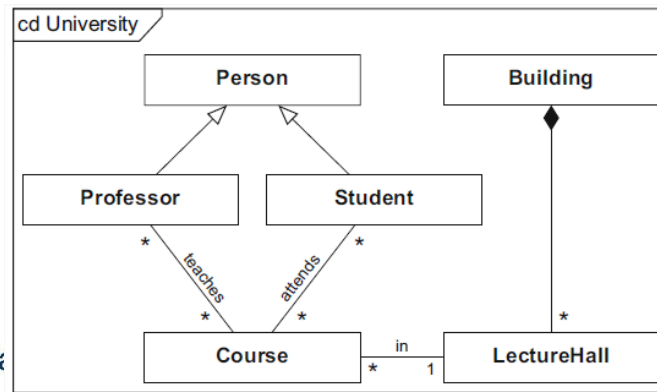 cd University
Person Building
Professor Student
* *
teaches attends
* * *
Course in LectureHall
* 1